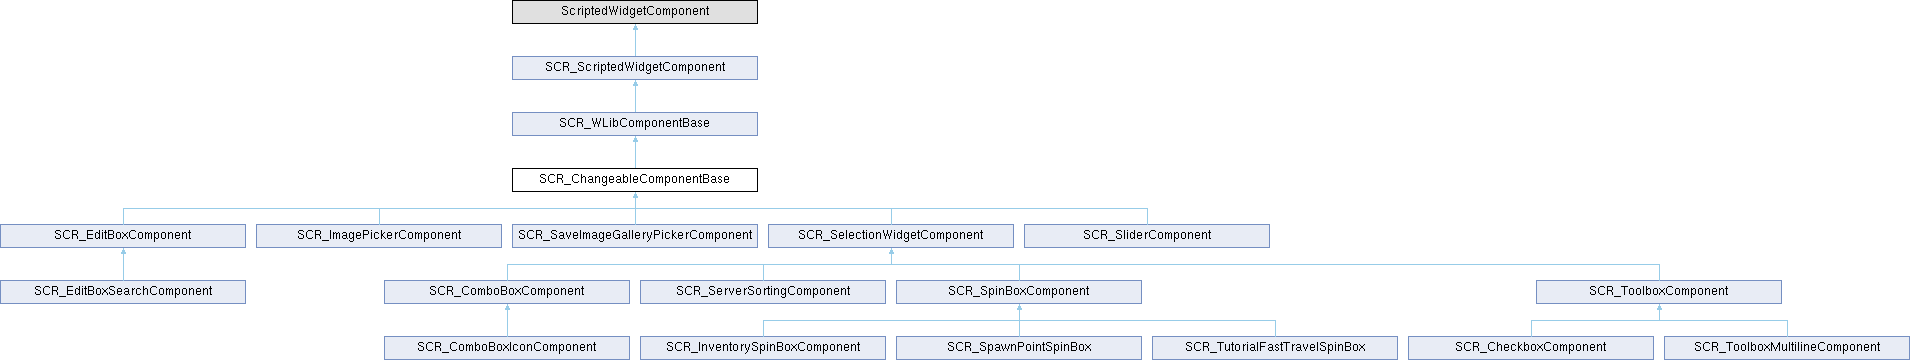 ScriptedWidgetComponent
SCR_ScriptedWidgetComponent
SCR_WLibComponentBase
SCR_ChangeableComponentBase
SCR_EditBoxComponent
SCR_ImagePickerComponent
SCR_SaveImageGalleryPickerComponent
SCR_SelectionWidgetComponent
SCR_SliderComponent
SCR_EditBoxSearchComponent
SCR_ComboBoxComponent
SCR_ServerSortingComponent
SCR_SpinBoxComponent
SCR_ToolboxComponent
SCR_ComboBoxIconComponent
SCR_InventorySpinBoxComponent
SCR_SpawnPointSpinBox
SCR_TutorialFastTravelSpinBox
SCR_CheckboxComponent
SCR_ToolboxMultilineComponent